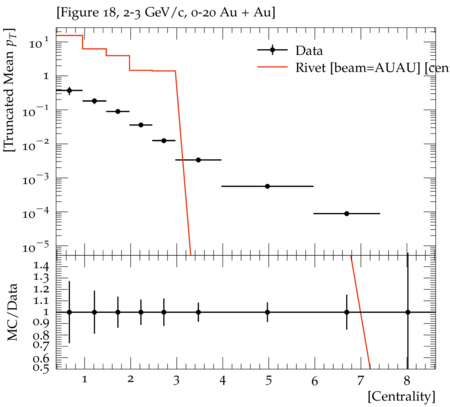 [Figure 18, 2-3 GeV/c, 0-20 Au + Au]
[Truncated Mean pT]
10^1
1
10^-1
10^-2
10^-3
10^-4
10^-5
Data
Rivet [beam=AUAU] [cen
MC/Data
1.4
1.3
1.2
1.1
1
0.9
0.8
0.7
0.6
0.5
1 2 3 4 5 6 7 8
[Centrality]